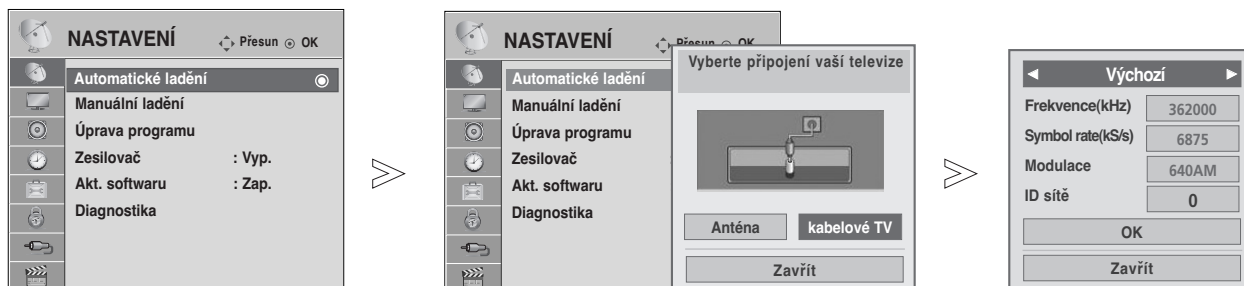 NASTAVENÍ Přesun OK
Automatické ladění
Manuální ladění
Úprava programu
Zesilovač : Vyp.
Akt. softwaru : Zap.
Diagnostika
NASTAVENÍ Přesun OK
Automatické ladění
Manuální ladění
Úprava programu
Zesilovač
Akt. softwaru
Diagnostika
Vyberte připojení vaší televize
Anténa kabelové TV
Zavřít
Výchozí
Frekvence(kHz) 362000
Symbol rate(kS/s) 6875
Modulace 640AM
ID sítě 0
OK
Zavřít